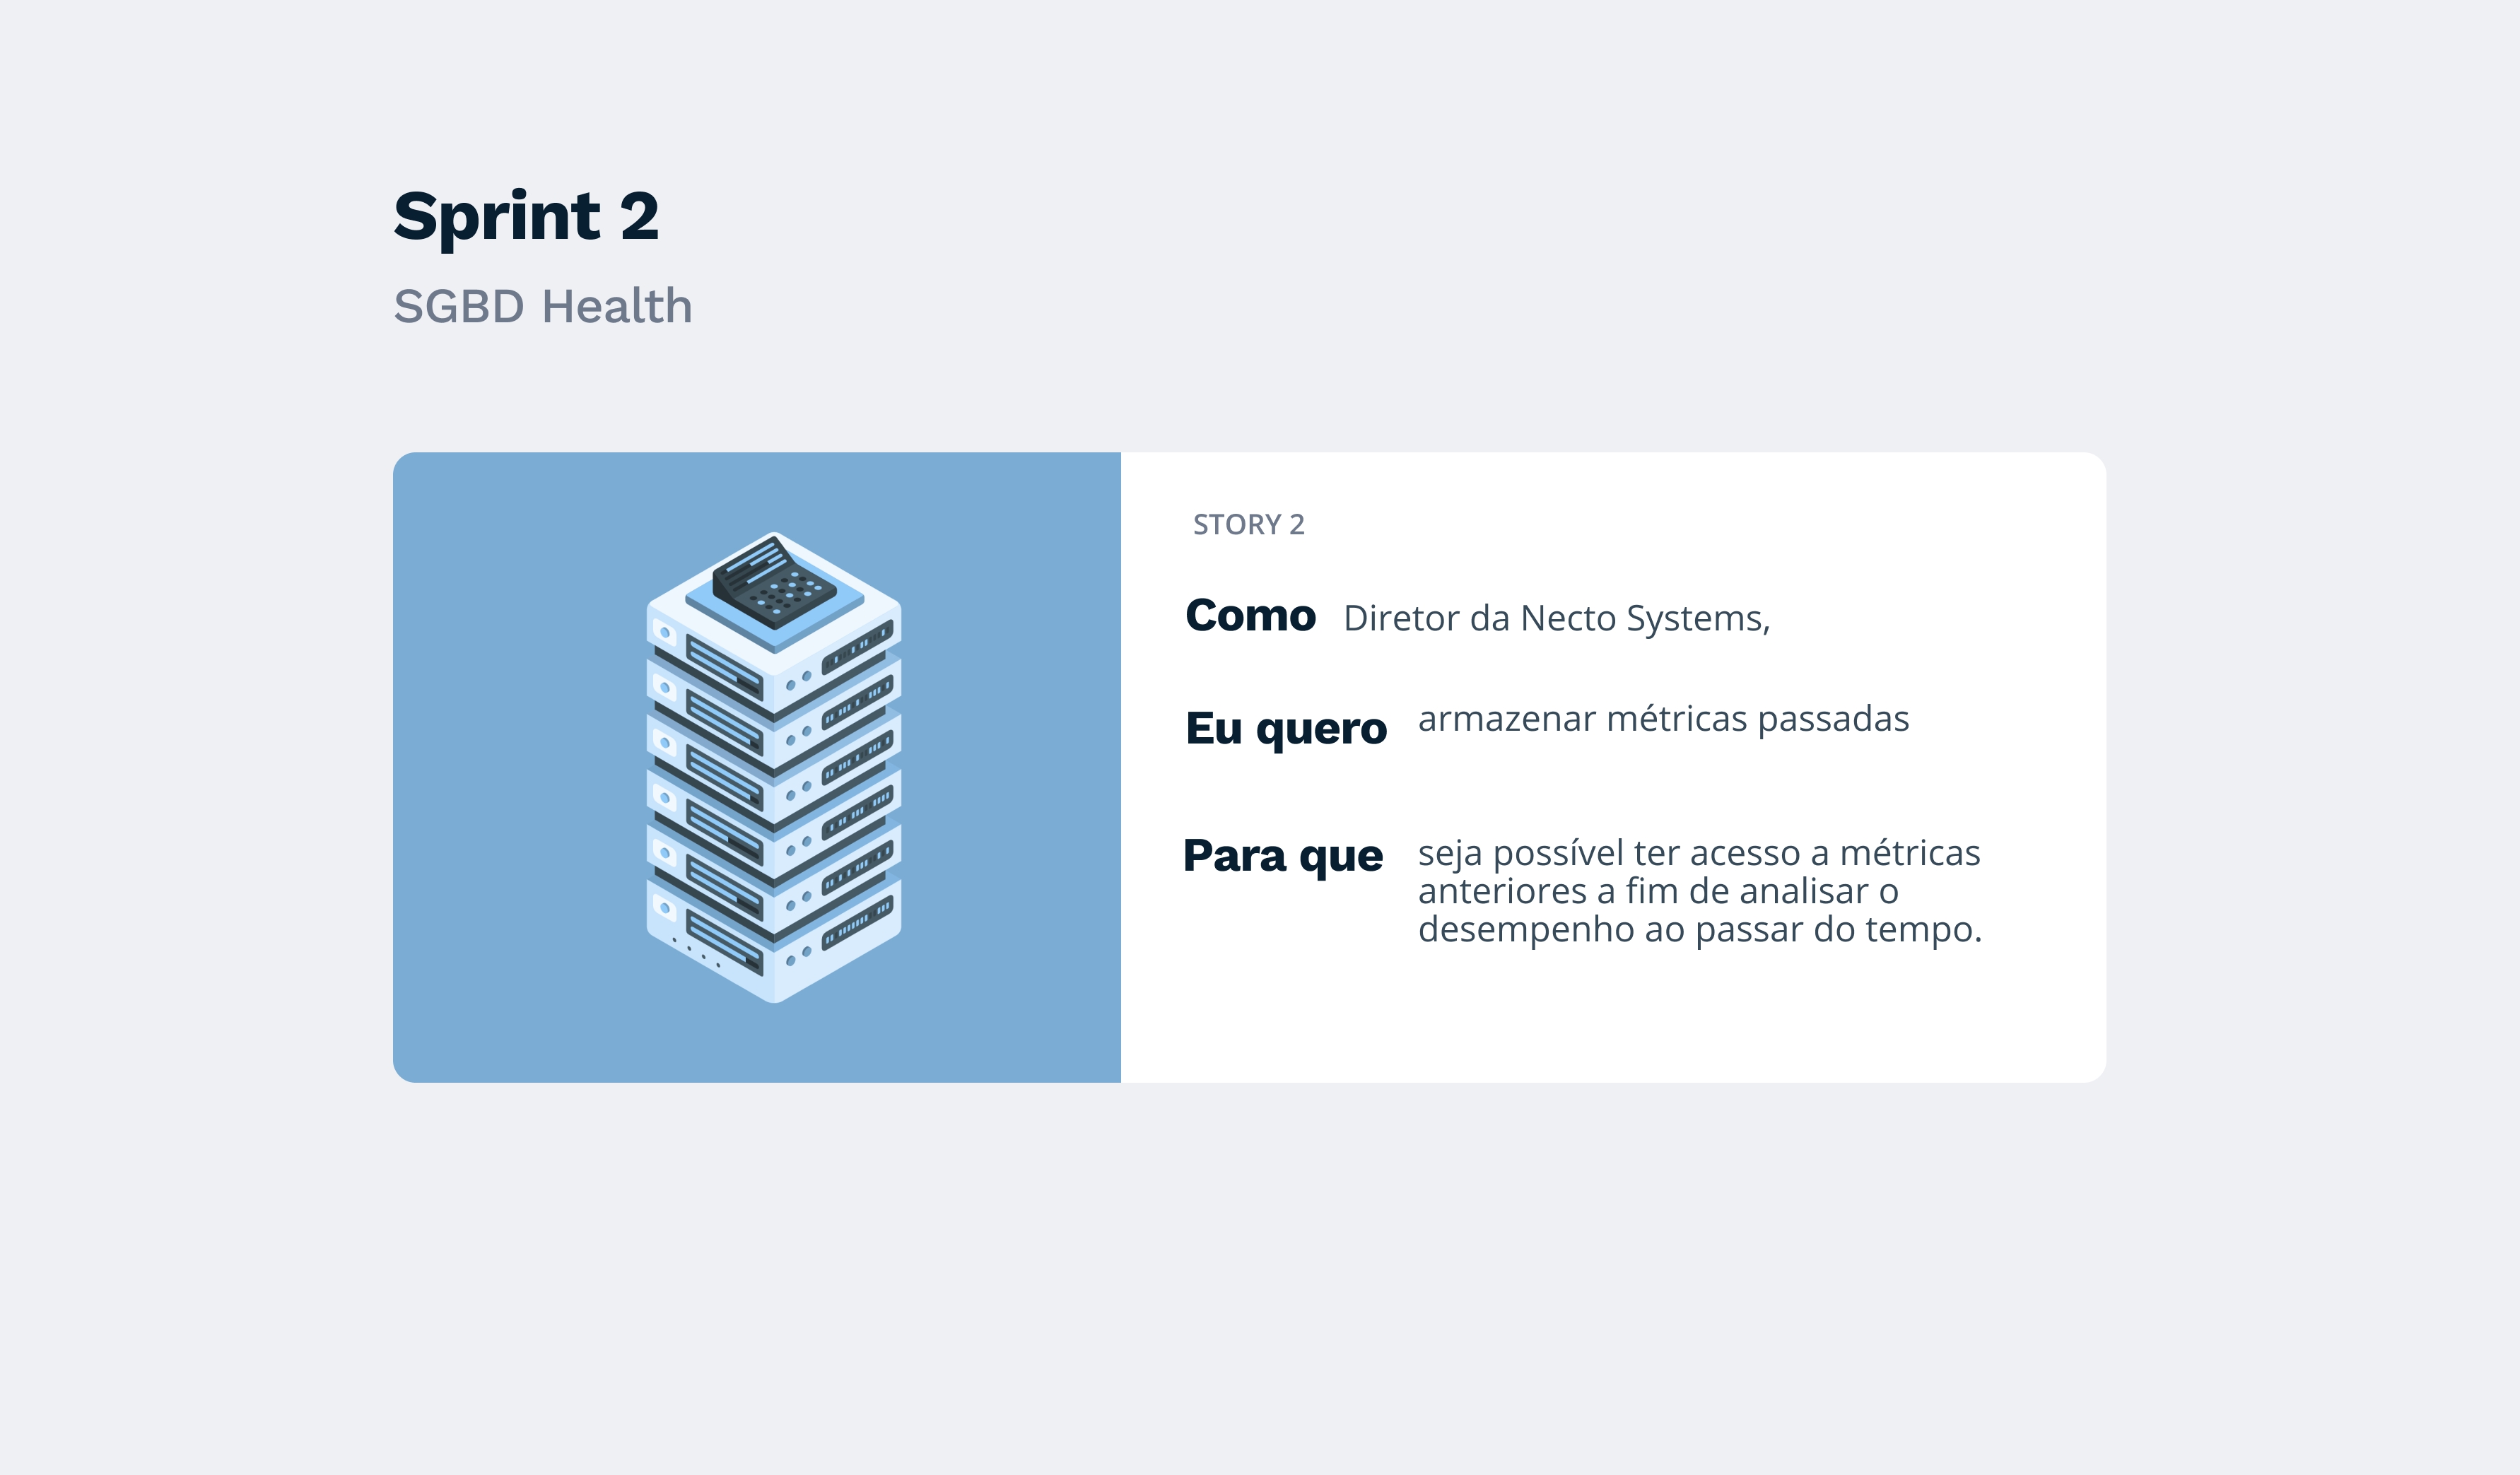 Sprint 2
SGBD Health
STORY 2
Como Diretor da Necto Systems,
Eu quero armazenar métricas passadas
Para que seja possível ter acesso a métricas
anteriores a fim de analisar o
desempenho ao passar do tempo.